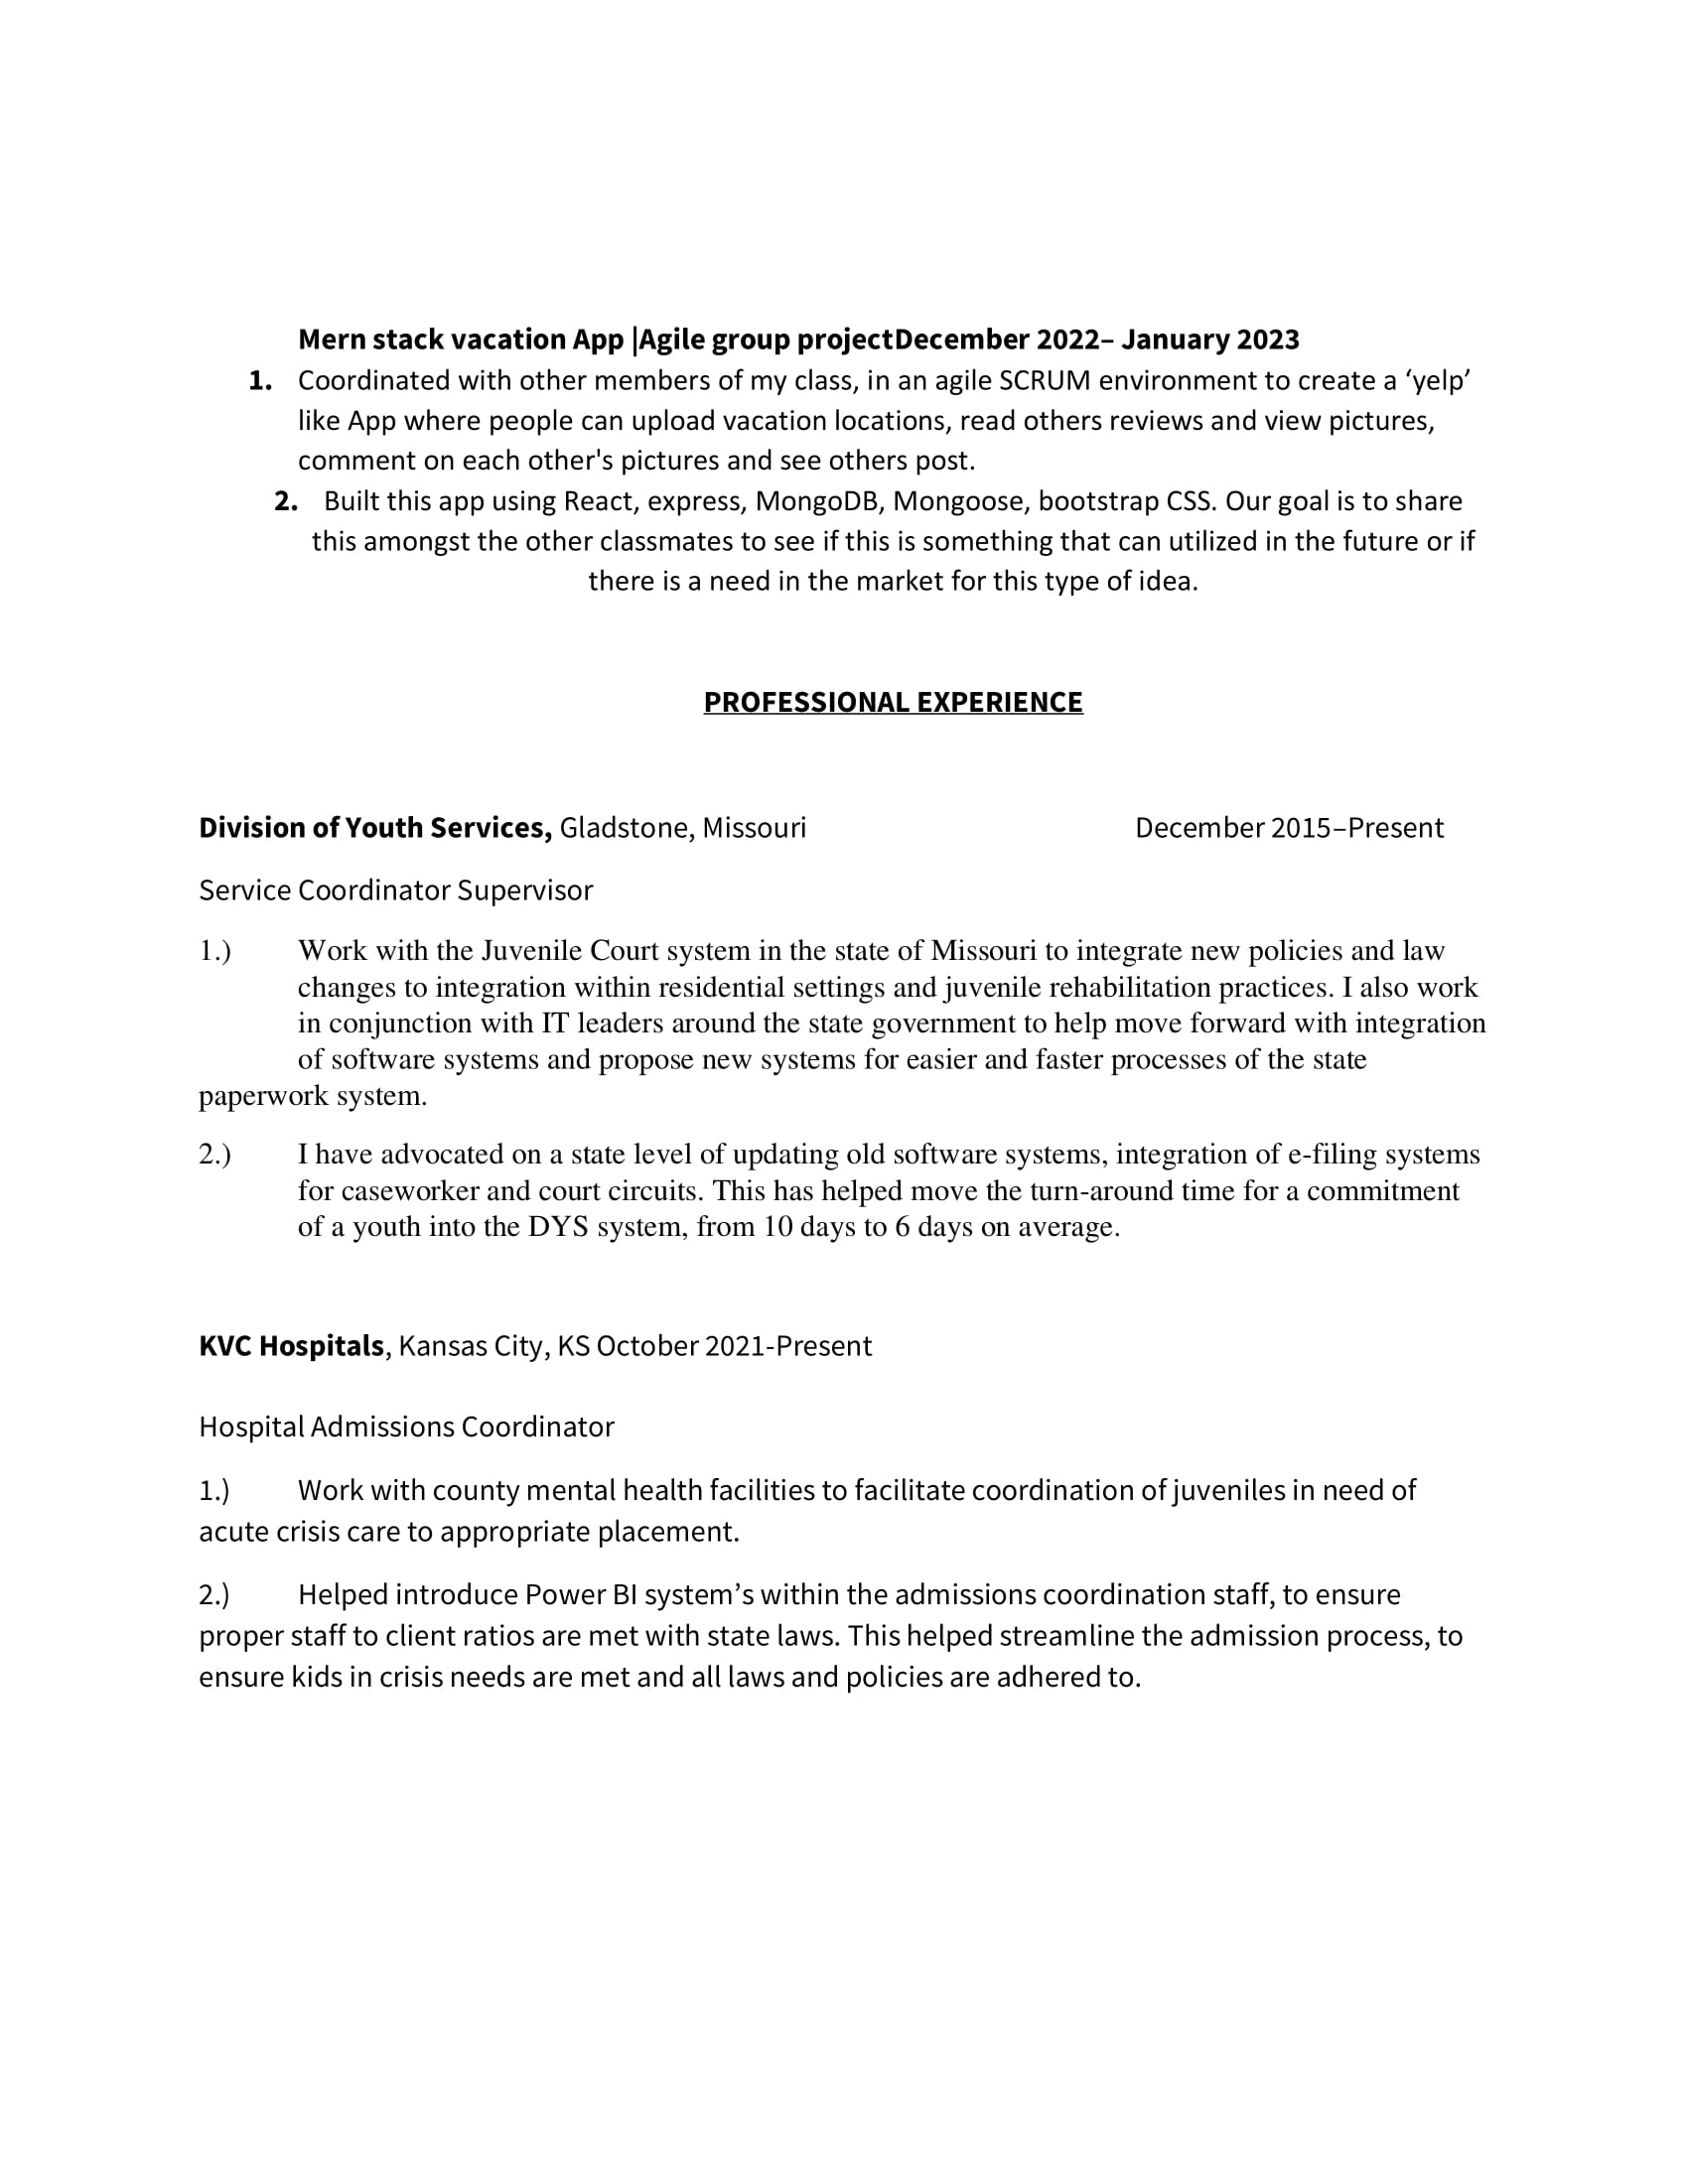 Mern stack vacation App |Agile group projectDecember 2022– January 2023
1. Coordinated with other members of my class, in an agile SCRUM environment to create a ‘yelp’
like App where people can upload vacation locations, read others reviews and view pictures,
comment on each other's pictures and see others post.
2. Built this app using React, express, MongoDB, Mongoose, bootstrap CSS. Our goal is to share
this amongst the other classmates to see if this is something that can utilized in the future or if
there is a need in the market for this type of idea.
PROFESSIONAL EXPERIENCE
Division of Youth Services, Gladstone, Missouri December 2015–Present
Service Coordinator Supervisor
1.) Work with the Juvenile Court system in the state of Missouri to integrate new policies and law
changes to integration within residential settings and juvenile rehabilitation practices. I also work
in conjunction with IT leaders around the state government to help move forward with integration
of software systems and propose new systems for easier and faster processes of the state
paperwork system.
2.) I have advocated on a state level of updating old software systems, integration of e-filing systems
for caseworker and court circuits. This has helped move the turn-around time for a commitment
of a youth into the DYS system, from 10 days to 6 days on average.
KVC Hospitals, Kansas City, KS October 2021-Present
Hospital Admissions Coordinator
1.) Work with county mental health facilities to facilitate coordination of juveniles in need of
acute crisis care to appropriate placement.
2.) Helped introduce Power BI system’s within the admissions coordination staff, to ensure
proper staff to client ratios are met with state laws. This helped streamline the admission process, to
ensure kids in crisis needs are met and all laws and policies are adhered to.